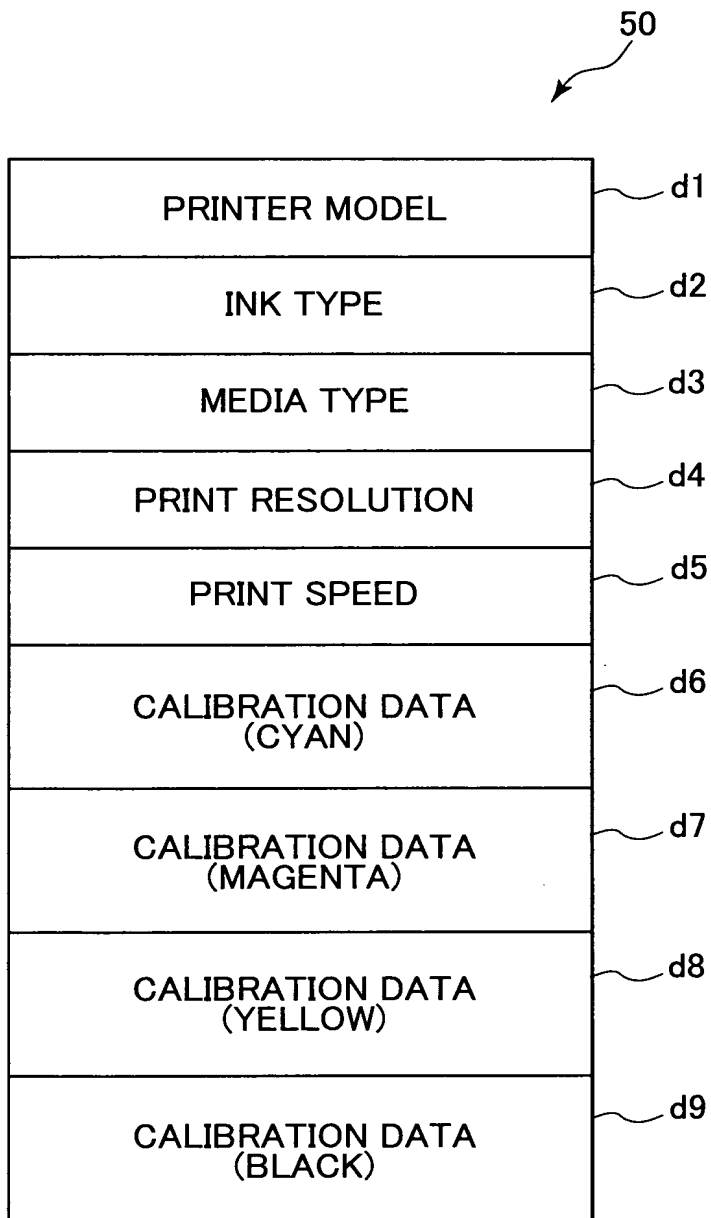 50
PRINTER MODEL d1
INK TYPE d2
MEDIA TYPE d3
PRINT RESOLUTION d4
PRINT SPEED d5
CALIBRATION DATA d6
(CYAN)
CALIBRATION DATA d7
(MAGENTA)
CALIBRATION DATA d8
(YELLOW)
CALIBRATION DATA d9
(BLACK)